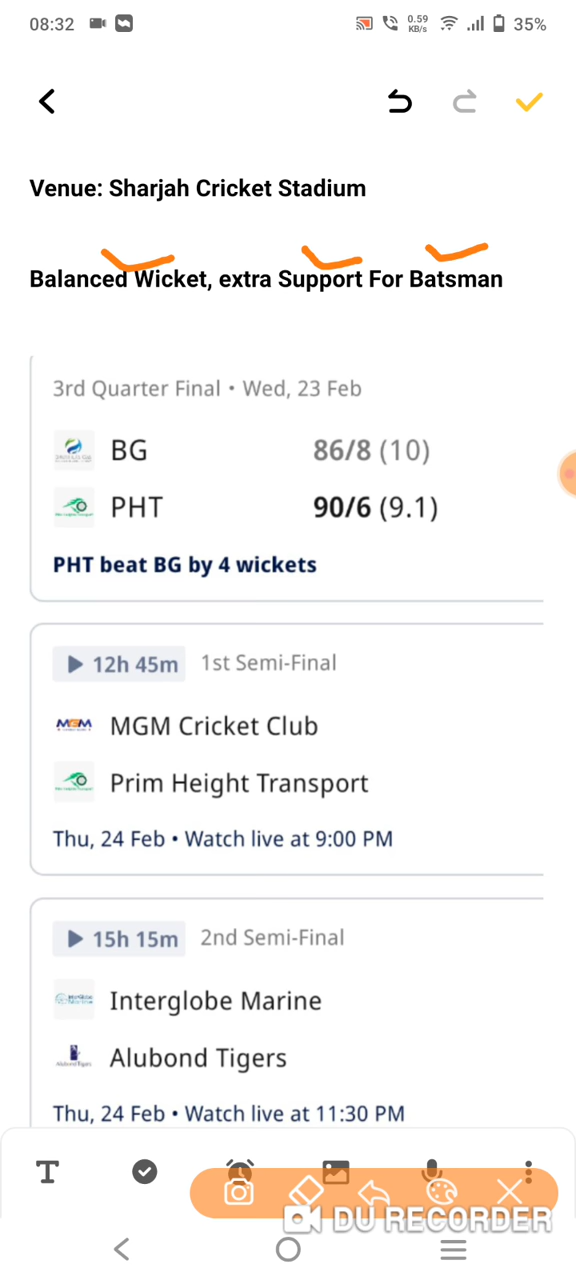 08:32
0.59
KB/s
35%
Venue: Sharjah Cricket Stadium
Balanced Wicket, extra Support For Batsman
3rd Quarter Final • Wed, 23 Feb
BG 86/8 (10)
PHT 90/6 (9.1)
PHT beat BG by 4 wickets
12h 45m 1st Semi-Final
MGM
MGM Cricket Club
Prim Height Transport
Thu, 24 Feb • Watch live at 9:00 PM
15h 15m 2nd Semi-Final
Interglobe Marine
Alubond Tigers
Thu, 24 Feb • Watch live at 11:30 PM
T
DU RECORDER